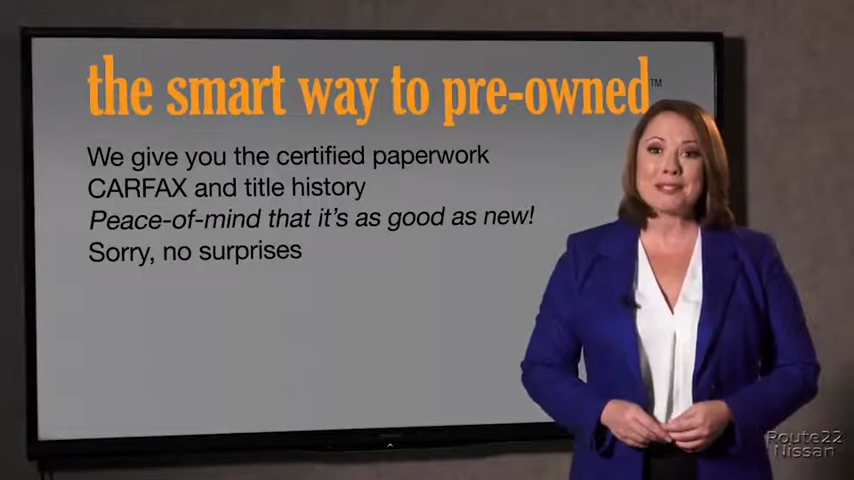 the smart way to pre-owned™
We give you the certified paperwork
CARFAX and title history
Peace-of-mind that it's as good as new!
Sorry, no surprises
Route22
Nissan